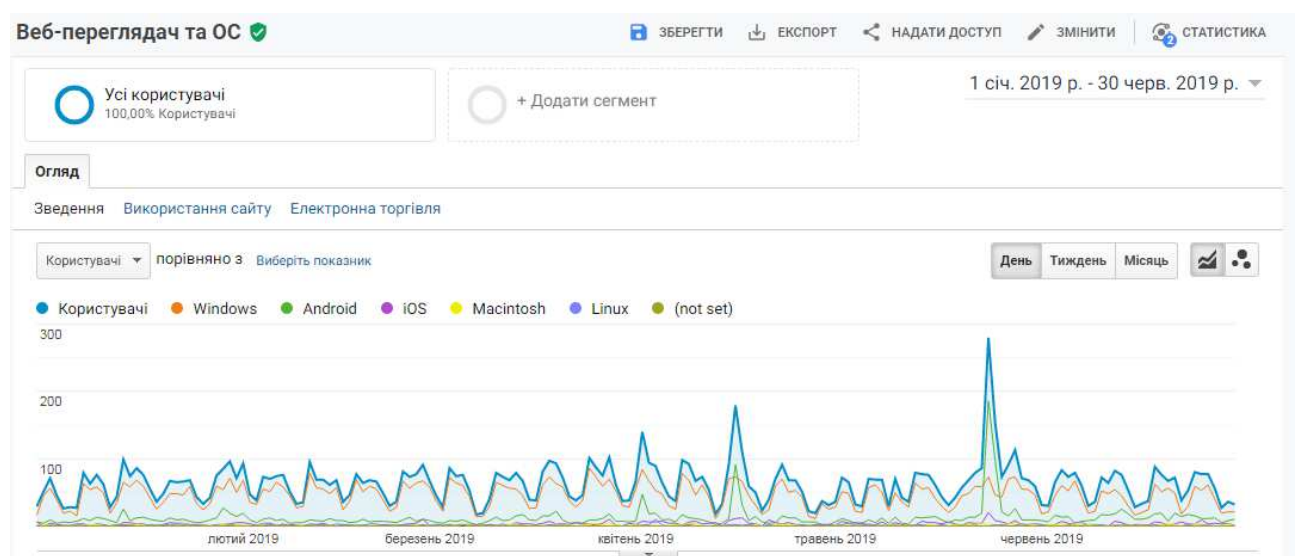 Веб-переглядач та ОС
ЗБЕРЕГТИ ЕКСПОРТ НАДАТИ ДОСТУП ЗМІНИТИ 2 СТАТИСТИКА
Усі користувачі
100,00% Користувачі
+ Додати сегмент
1 січ. 2019 р. - 30 черв. 2019 р.
Огляд
Зведення Використання сайту Електронна торгівля
Користувачі порівняно з Виберіть показник
День Тиждень Місяць
Користувачі Windows Android iOS Macintosh Linux (not set)
300
200
100
лютий 2019 березень 2019 квітень 2019 травень 2019 червень 2019